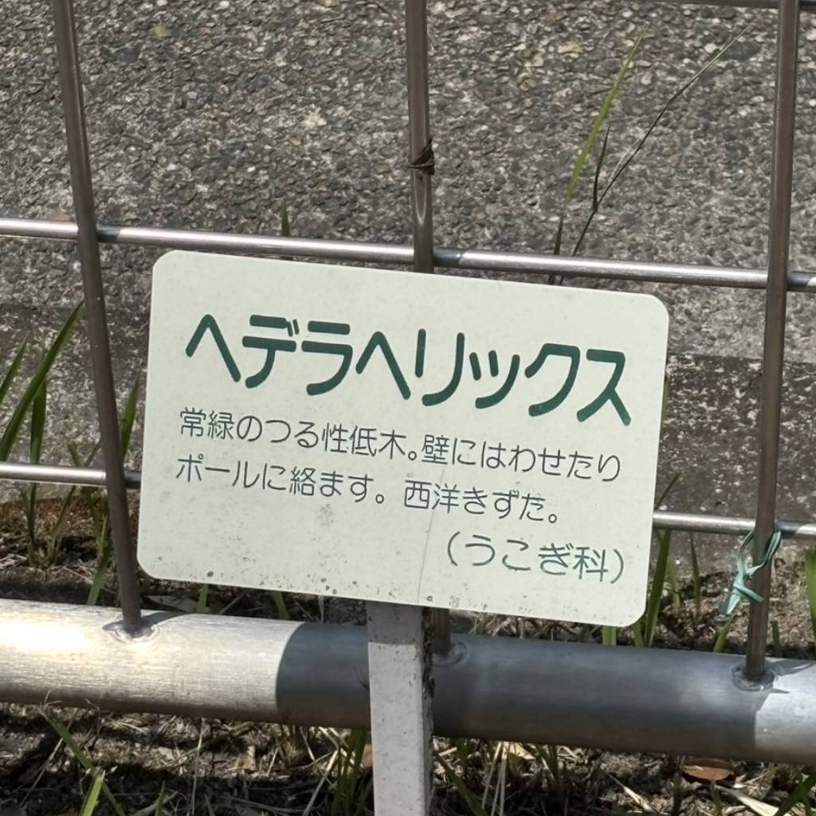 ヘデラヘリックス
常緑のつる性低木。壁にはわせたり
ポールに絡ます。西洋きずた。
（うこぎ科）